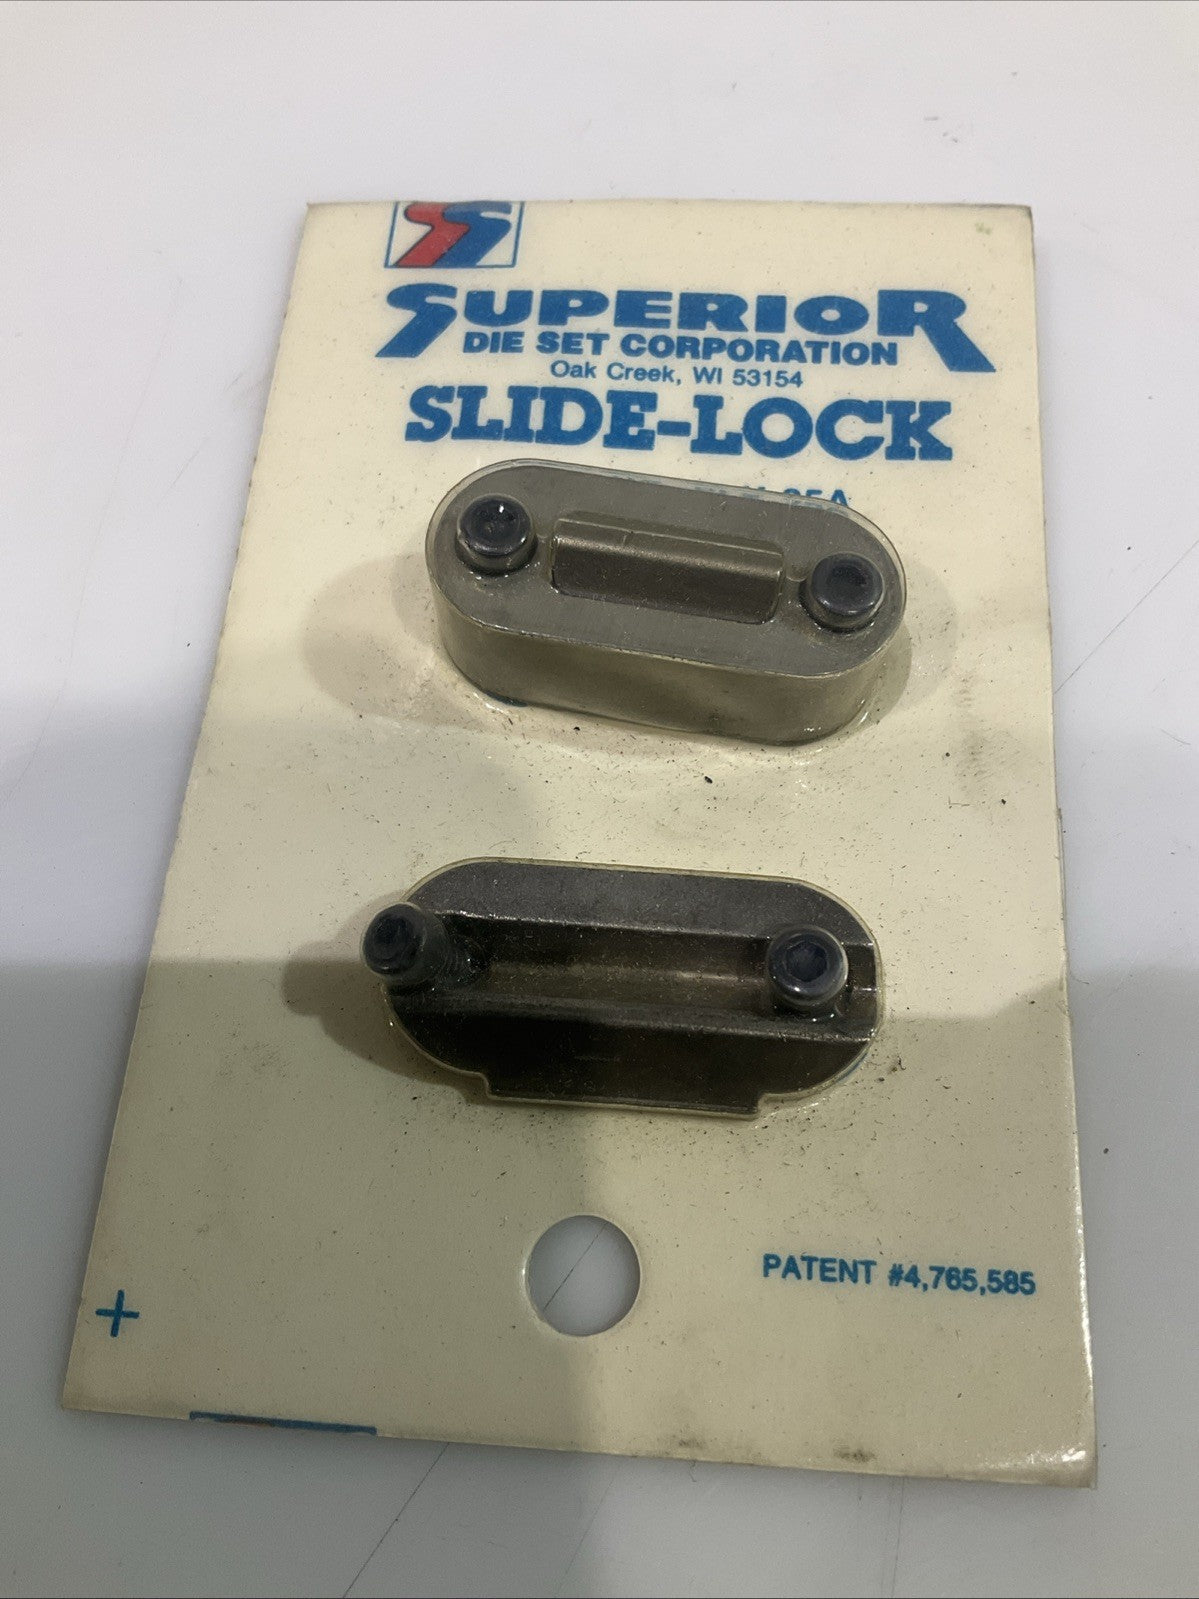 SUPERIOR
DIE SET CORPORATION
Oak Creek, WI 53154
SLIDE-LOCK
PATENT #4,765,585